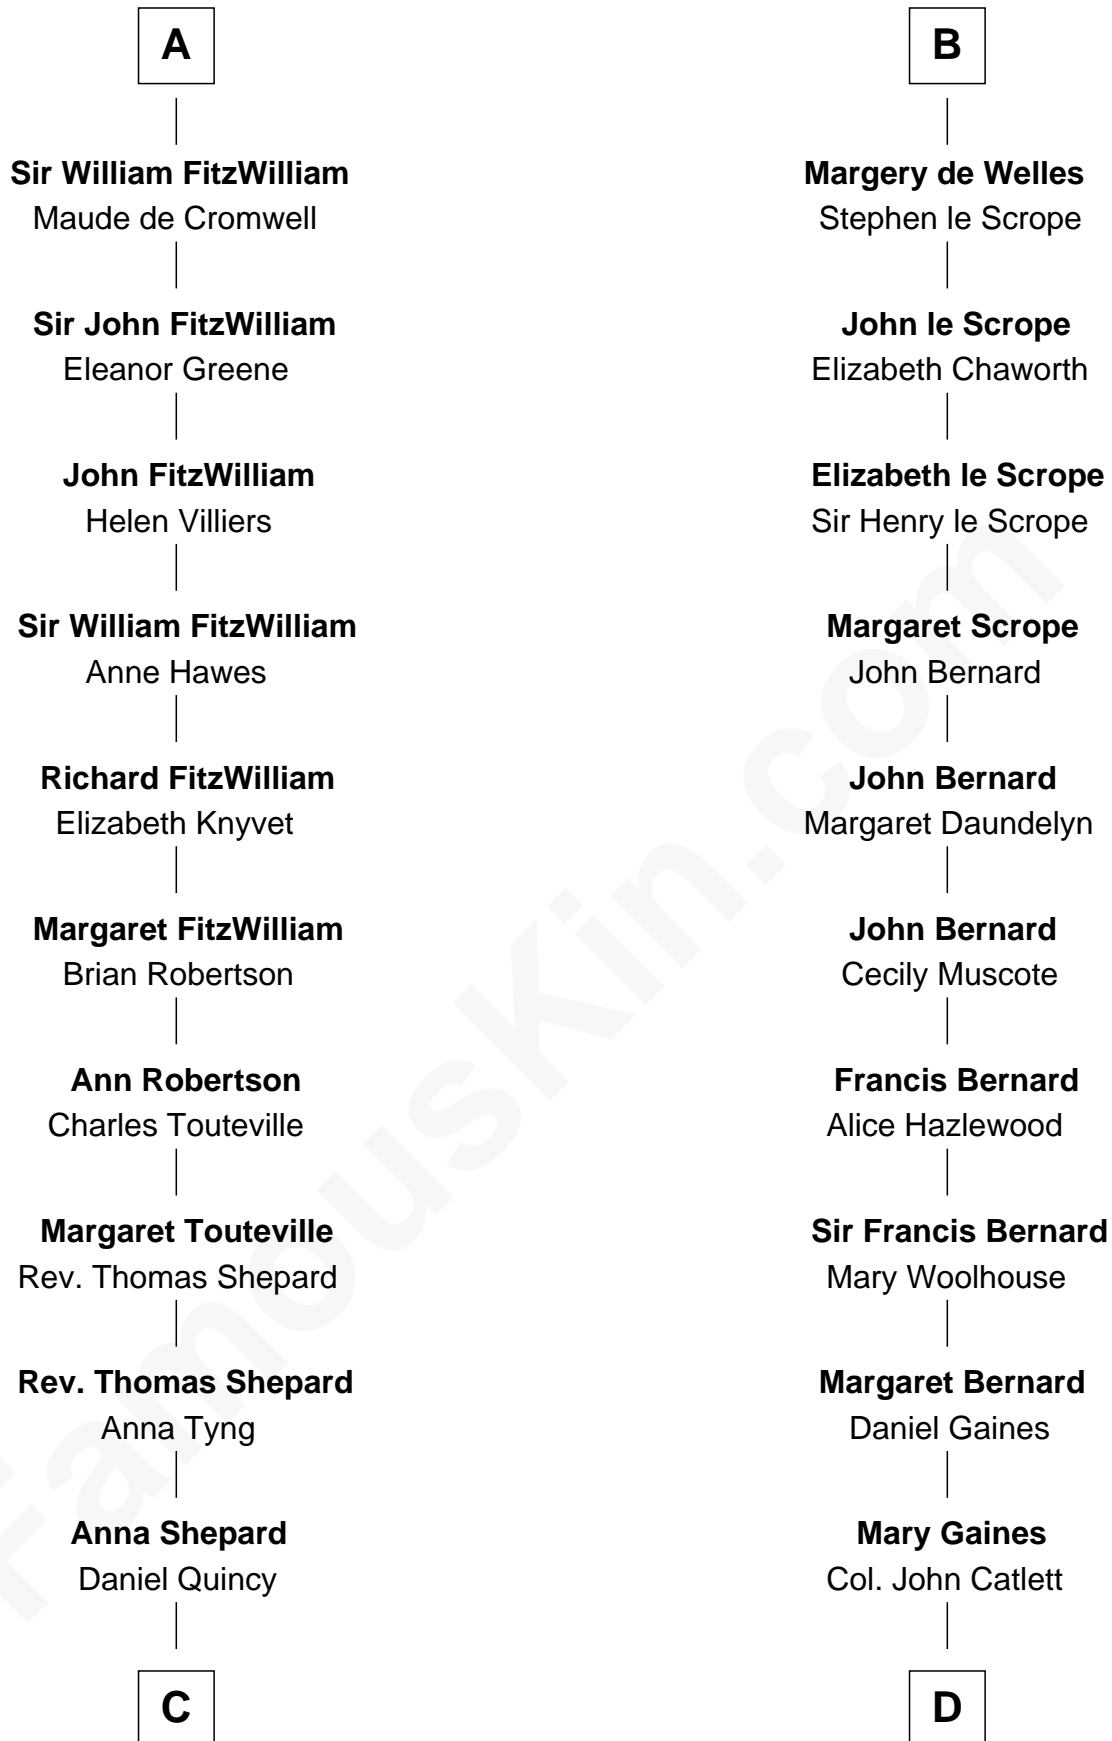 A
Sir William FitzWilliam
Maude de Cromwell
Sir John FitzWilliam
Eleanor Greene
John FitzWilliam
Helen Villiers
Sir William FitzWilliam
Anne Hawes
Richard FitzWilliam
Elizabeth Knyvet
Margaret FitzWilliam
Brian Robertson
Ann Robertson
Charles Touteville
Margaret Touteville
Rev. Thomas Shepard
Rev. Thomas Shepard
Anna Tyng
Anna Shepard
Daniel Quincy
C
B
Margery de Welles
Stephen le Scrope
John le Scrope
Elizabeth Chaworth
Elizabeth le Scrope
Sir Henry le Scrope
Margaret Scrope
John Bernard
John Bernard
Margaret Daundelyn
John Bernard
Cecily Muscote
Francis Bernard
Alice Hazlewood
Sir Francis Bernard
Mary Woolhouse
Margaret Bernard
Daniel Gaines
Mary Gaines
Col. John Catlett
D
FamousKin.com